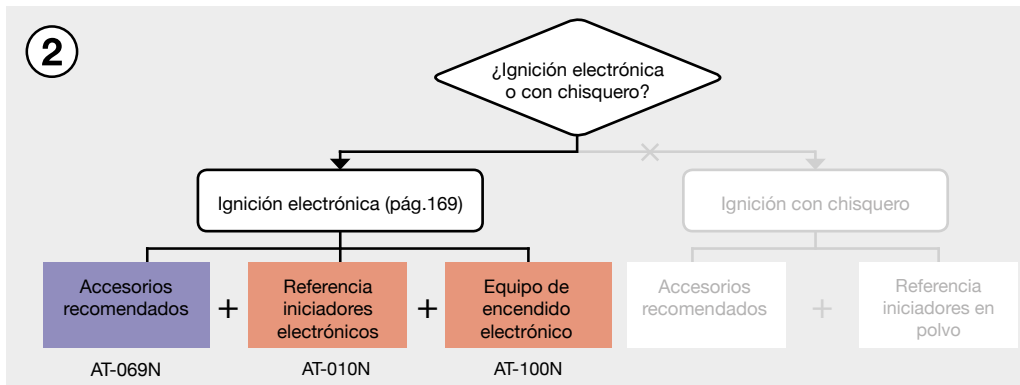 2
¿Ignición electrónica
o con chisquero?
Ignición electrónica (pág.169)
Ignición con chisquero
Accesorios
recomendados
+
Referencia
iniciadores
electrónicos
+
Equipo de
encendido
electrónico
Accesorios
recomendados
+
Referencia
iniciadores en
polvo
AT-069N
AT-010N
AT-100N